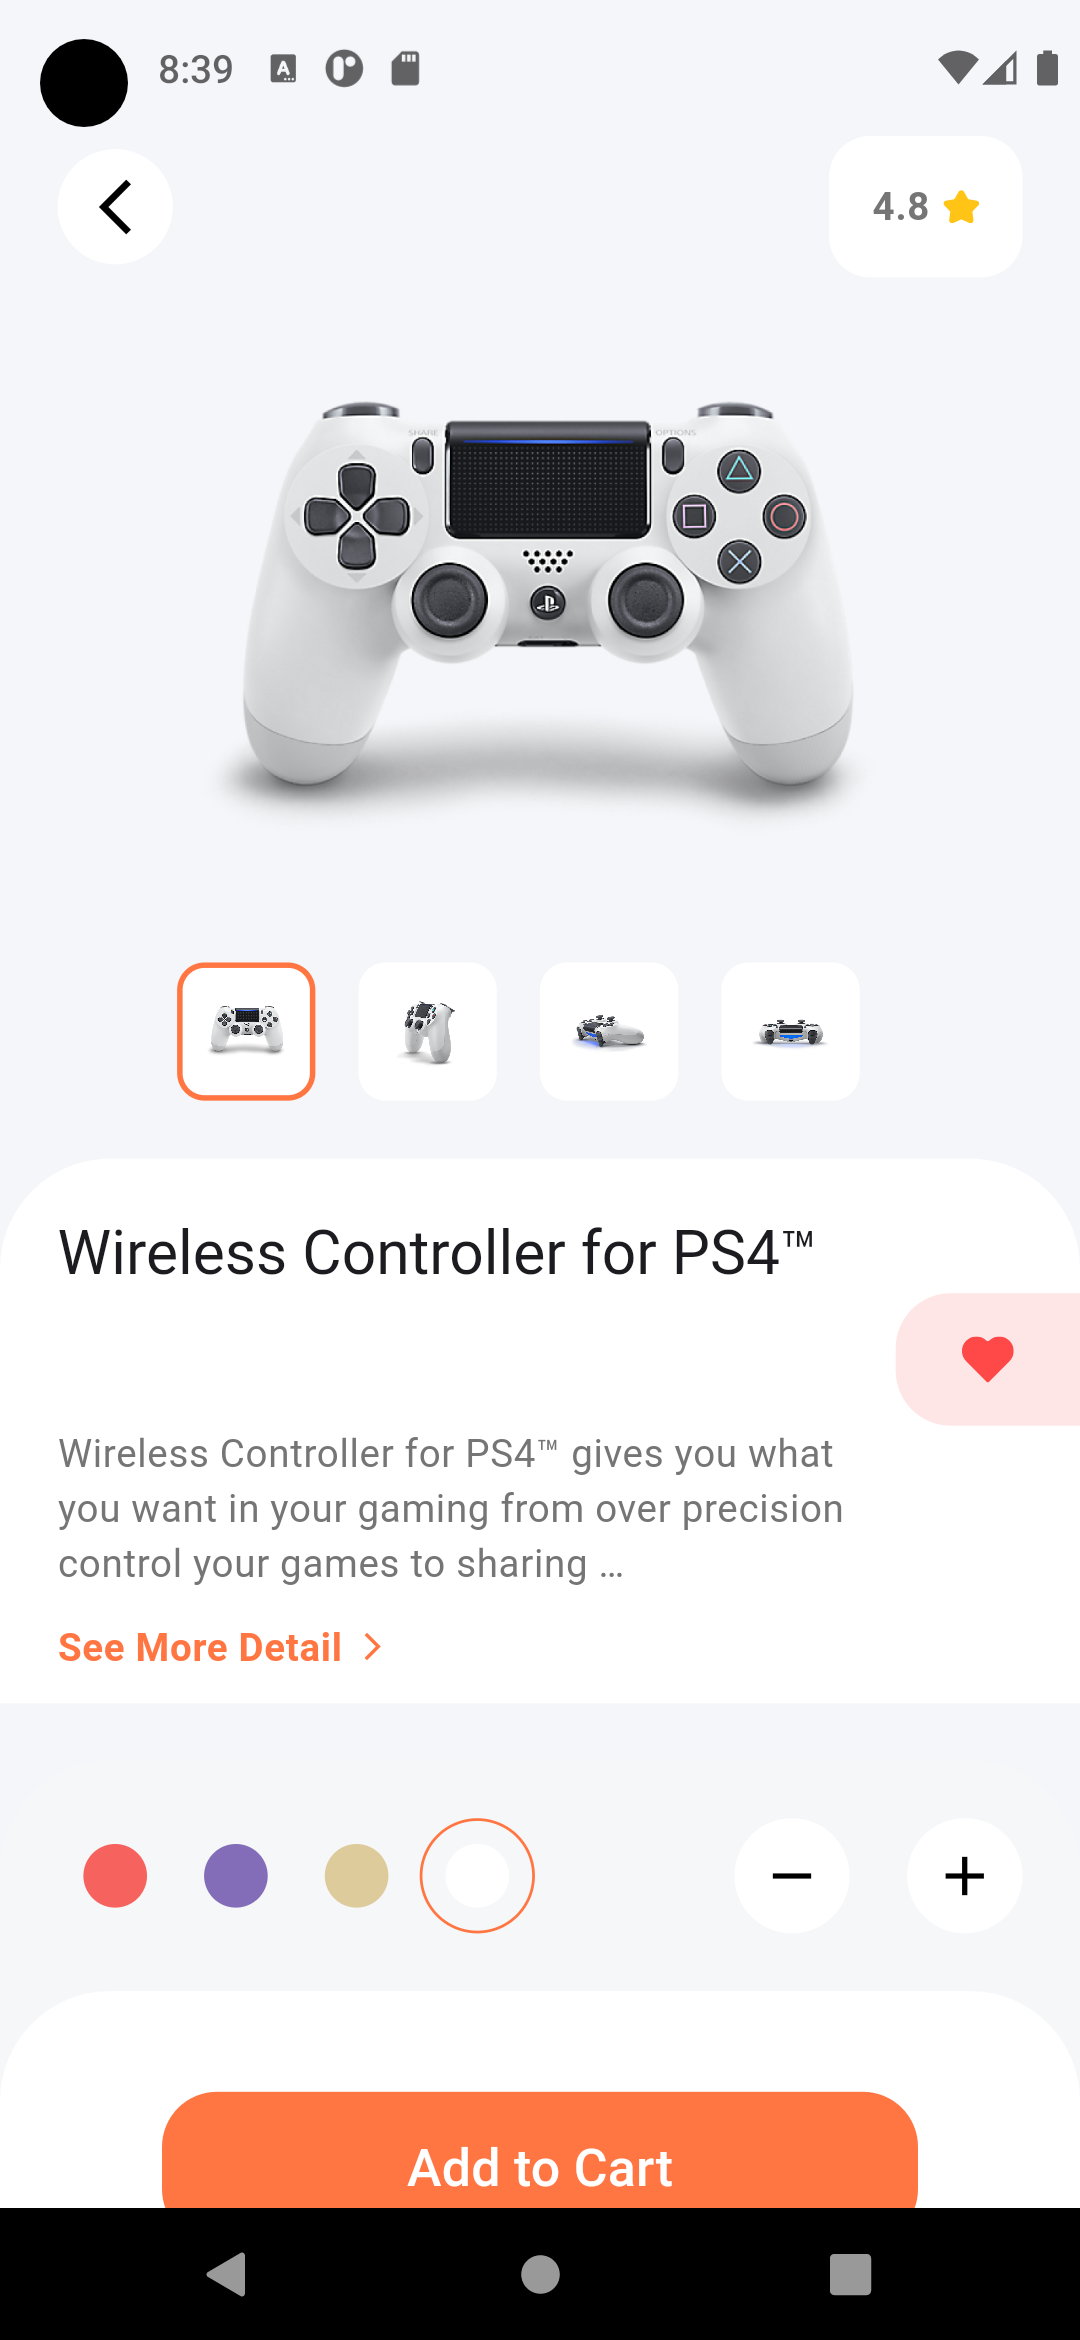 8:39
4.8
SHARE
OPTIONS
Wireless Controller for PS4™
Wireless Controller for PS4™ gives you what
you want in your gaming from over precision
control your games to sharing …
See More Detail
Add to Cart